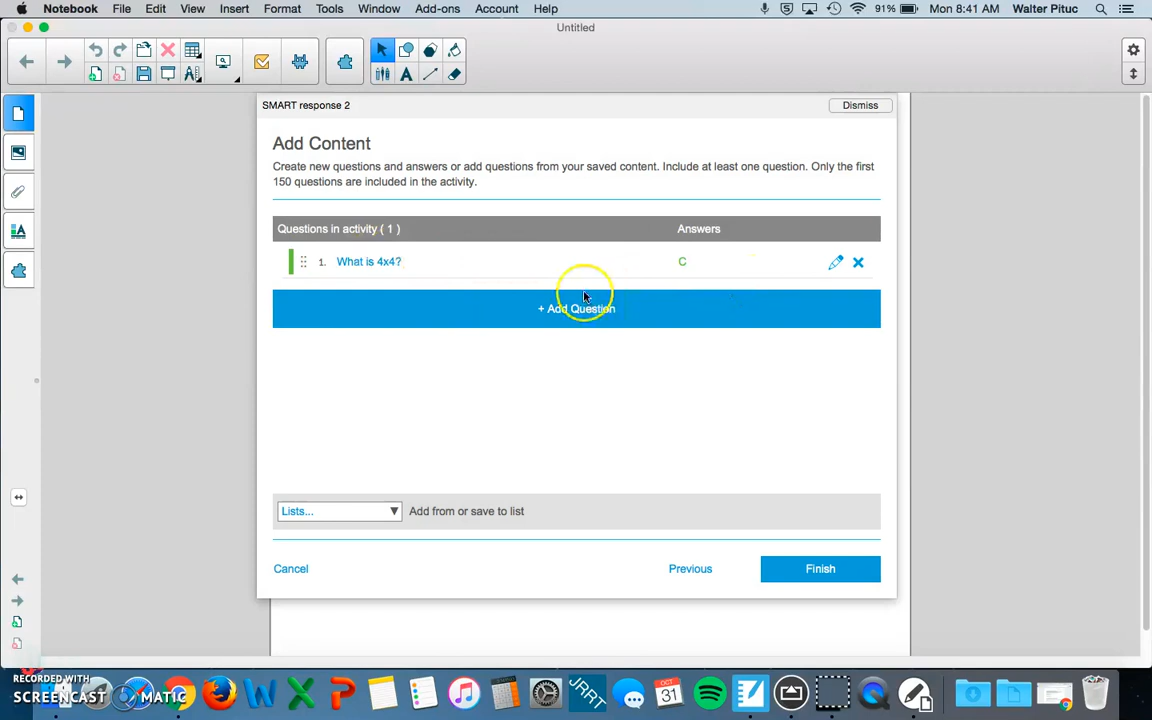 Notebook File Edit View Insert Format Tools Window Add-ons Account Help 91% Mon 8:41 AM Walter Pituc
Untitled
SMART response 2 Dismiss
Add Content
Create new questions and answers or add questions from your saved content. Include at least one question. Only the first
150 questions are included in the activity.
Questions in activity ( 1 ) Answers
1. What is 4x4? C
+ Add Question
Lists... Add from or save to list
Cancel Previous Finish
RECORDED WITH
SCREENCAST MATIC
JRRT
OCT
31